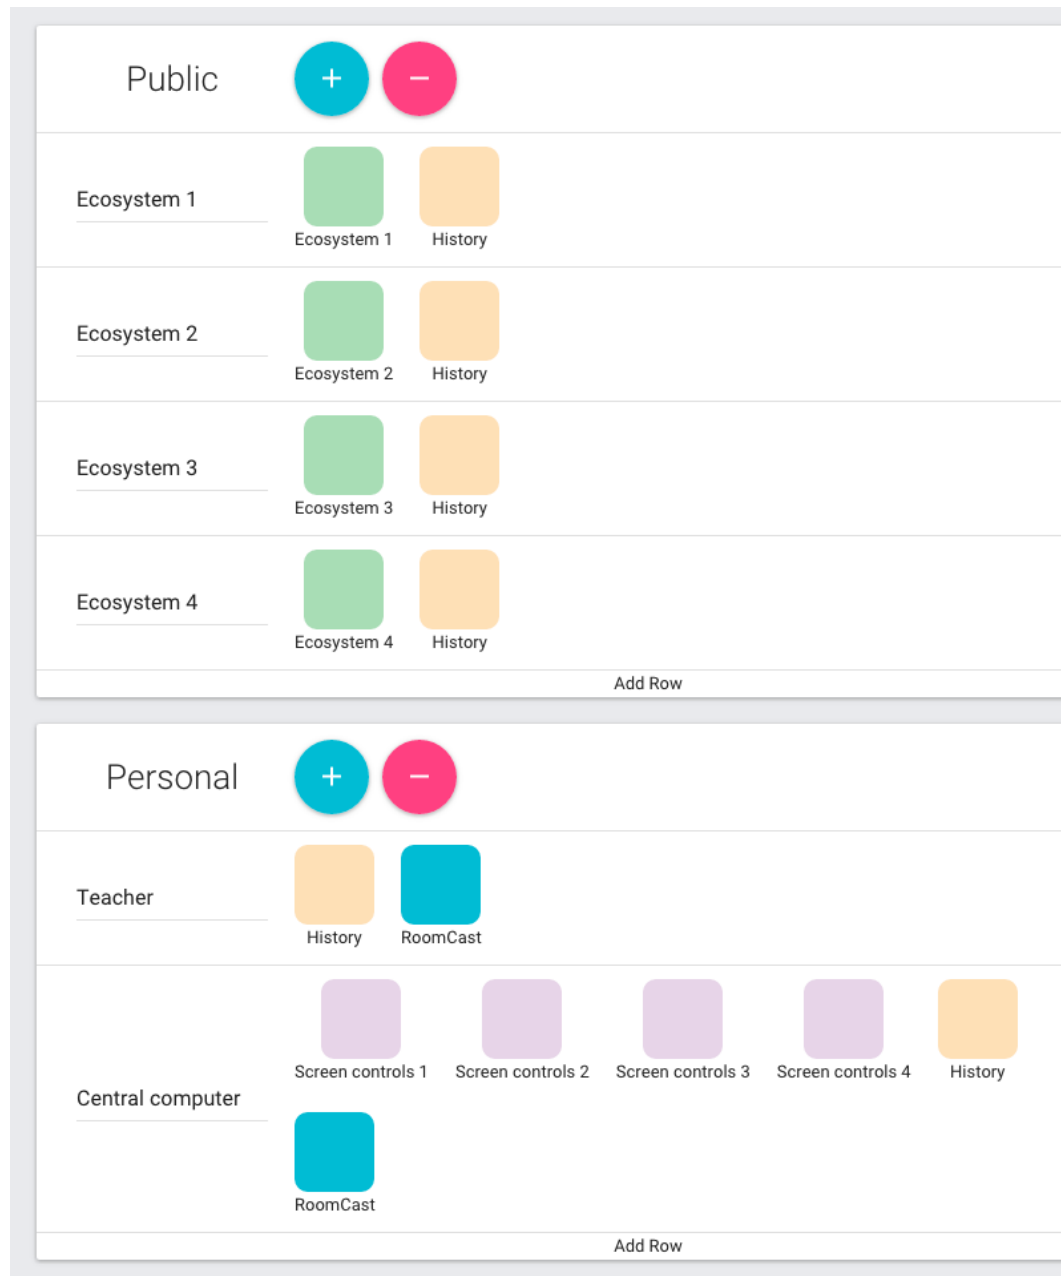 Public + −
Ecosystem 1
Ecosystem 1 History
Ecosystem 2
Ecosystem 2 History
Ecosystem 3
Ecosystem 3 History
Ecosystem 4
Ecosystem 4 History
Add Row
Personal + −
Teacher
History RoomCast
Screen controls 1 Screen controls 2 Screen controls 3 Screen controls 4 History
Central computer
RoomCast
Add Row